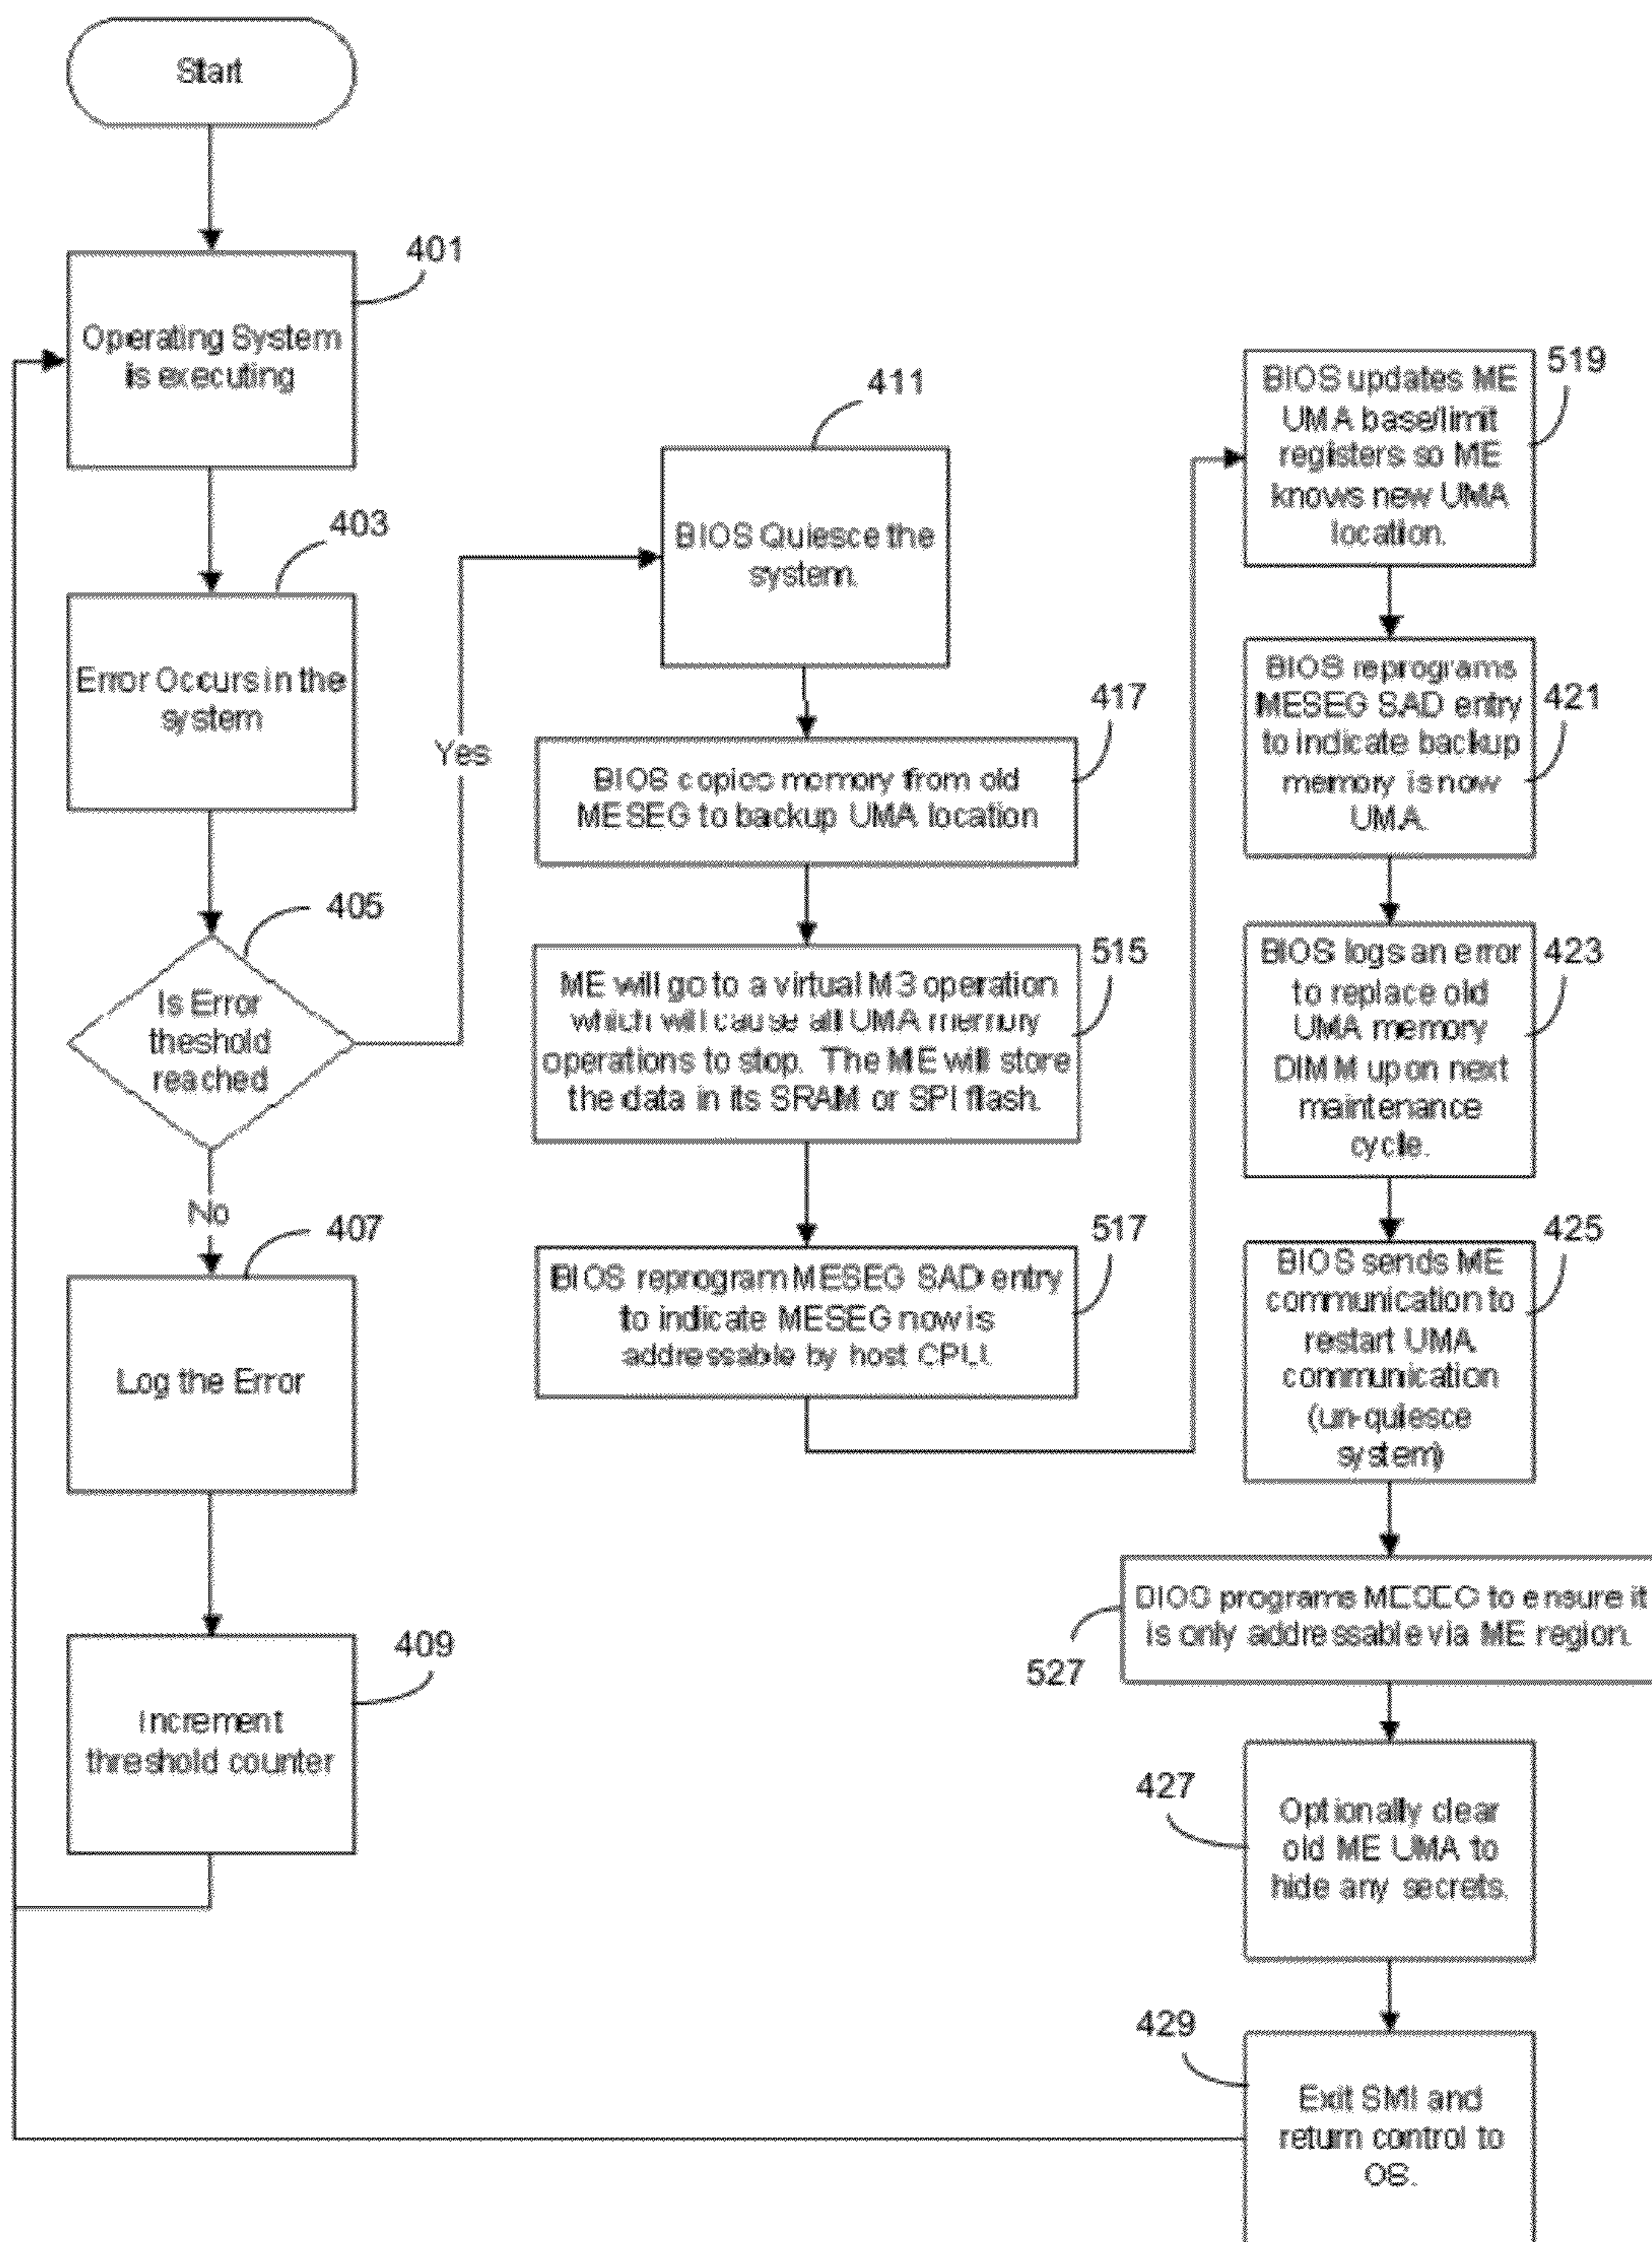 Start
401
Operating System
is executing
403
Error Occurs in the
system
405
Is Error
theshold
reached
Yes
No
407
Log the Error
409
Increment
threshold counter
411
BIOS Quiesce the
system.
417
BIOS copies memory from old
MESEG to backup UMA location
515
ME will go to a virtual M3 operation
which will cause all UMA memory
operations to stop. The ME will store
the data in its SRAM or SPI flash.
517
BIOS reprogram MESEG SAD entry
to indicate MESEG now is
addressable by host CPU.
519
BIOS updates ME
UMA base/limit
registers so ME
knows new UMA
location.
421
BIOS reprograms
MESEG SAD entry
to indicate backup
memory is now
UMA.
423
BIOS logs an error
to replace old
UMA memory
DIMM upon next
maintenance
cycle.
425
BIOS sends ME
communication to
restart UMA
communication
(un-quiesce
system)
527
BIOS programs MESEG to ensure it
is only addressable via ME region.
427
Optionally clear
old ME UMA to
hide any secrets.
429
Exit SMI and
return control to
OS.